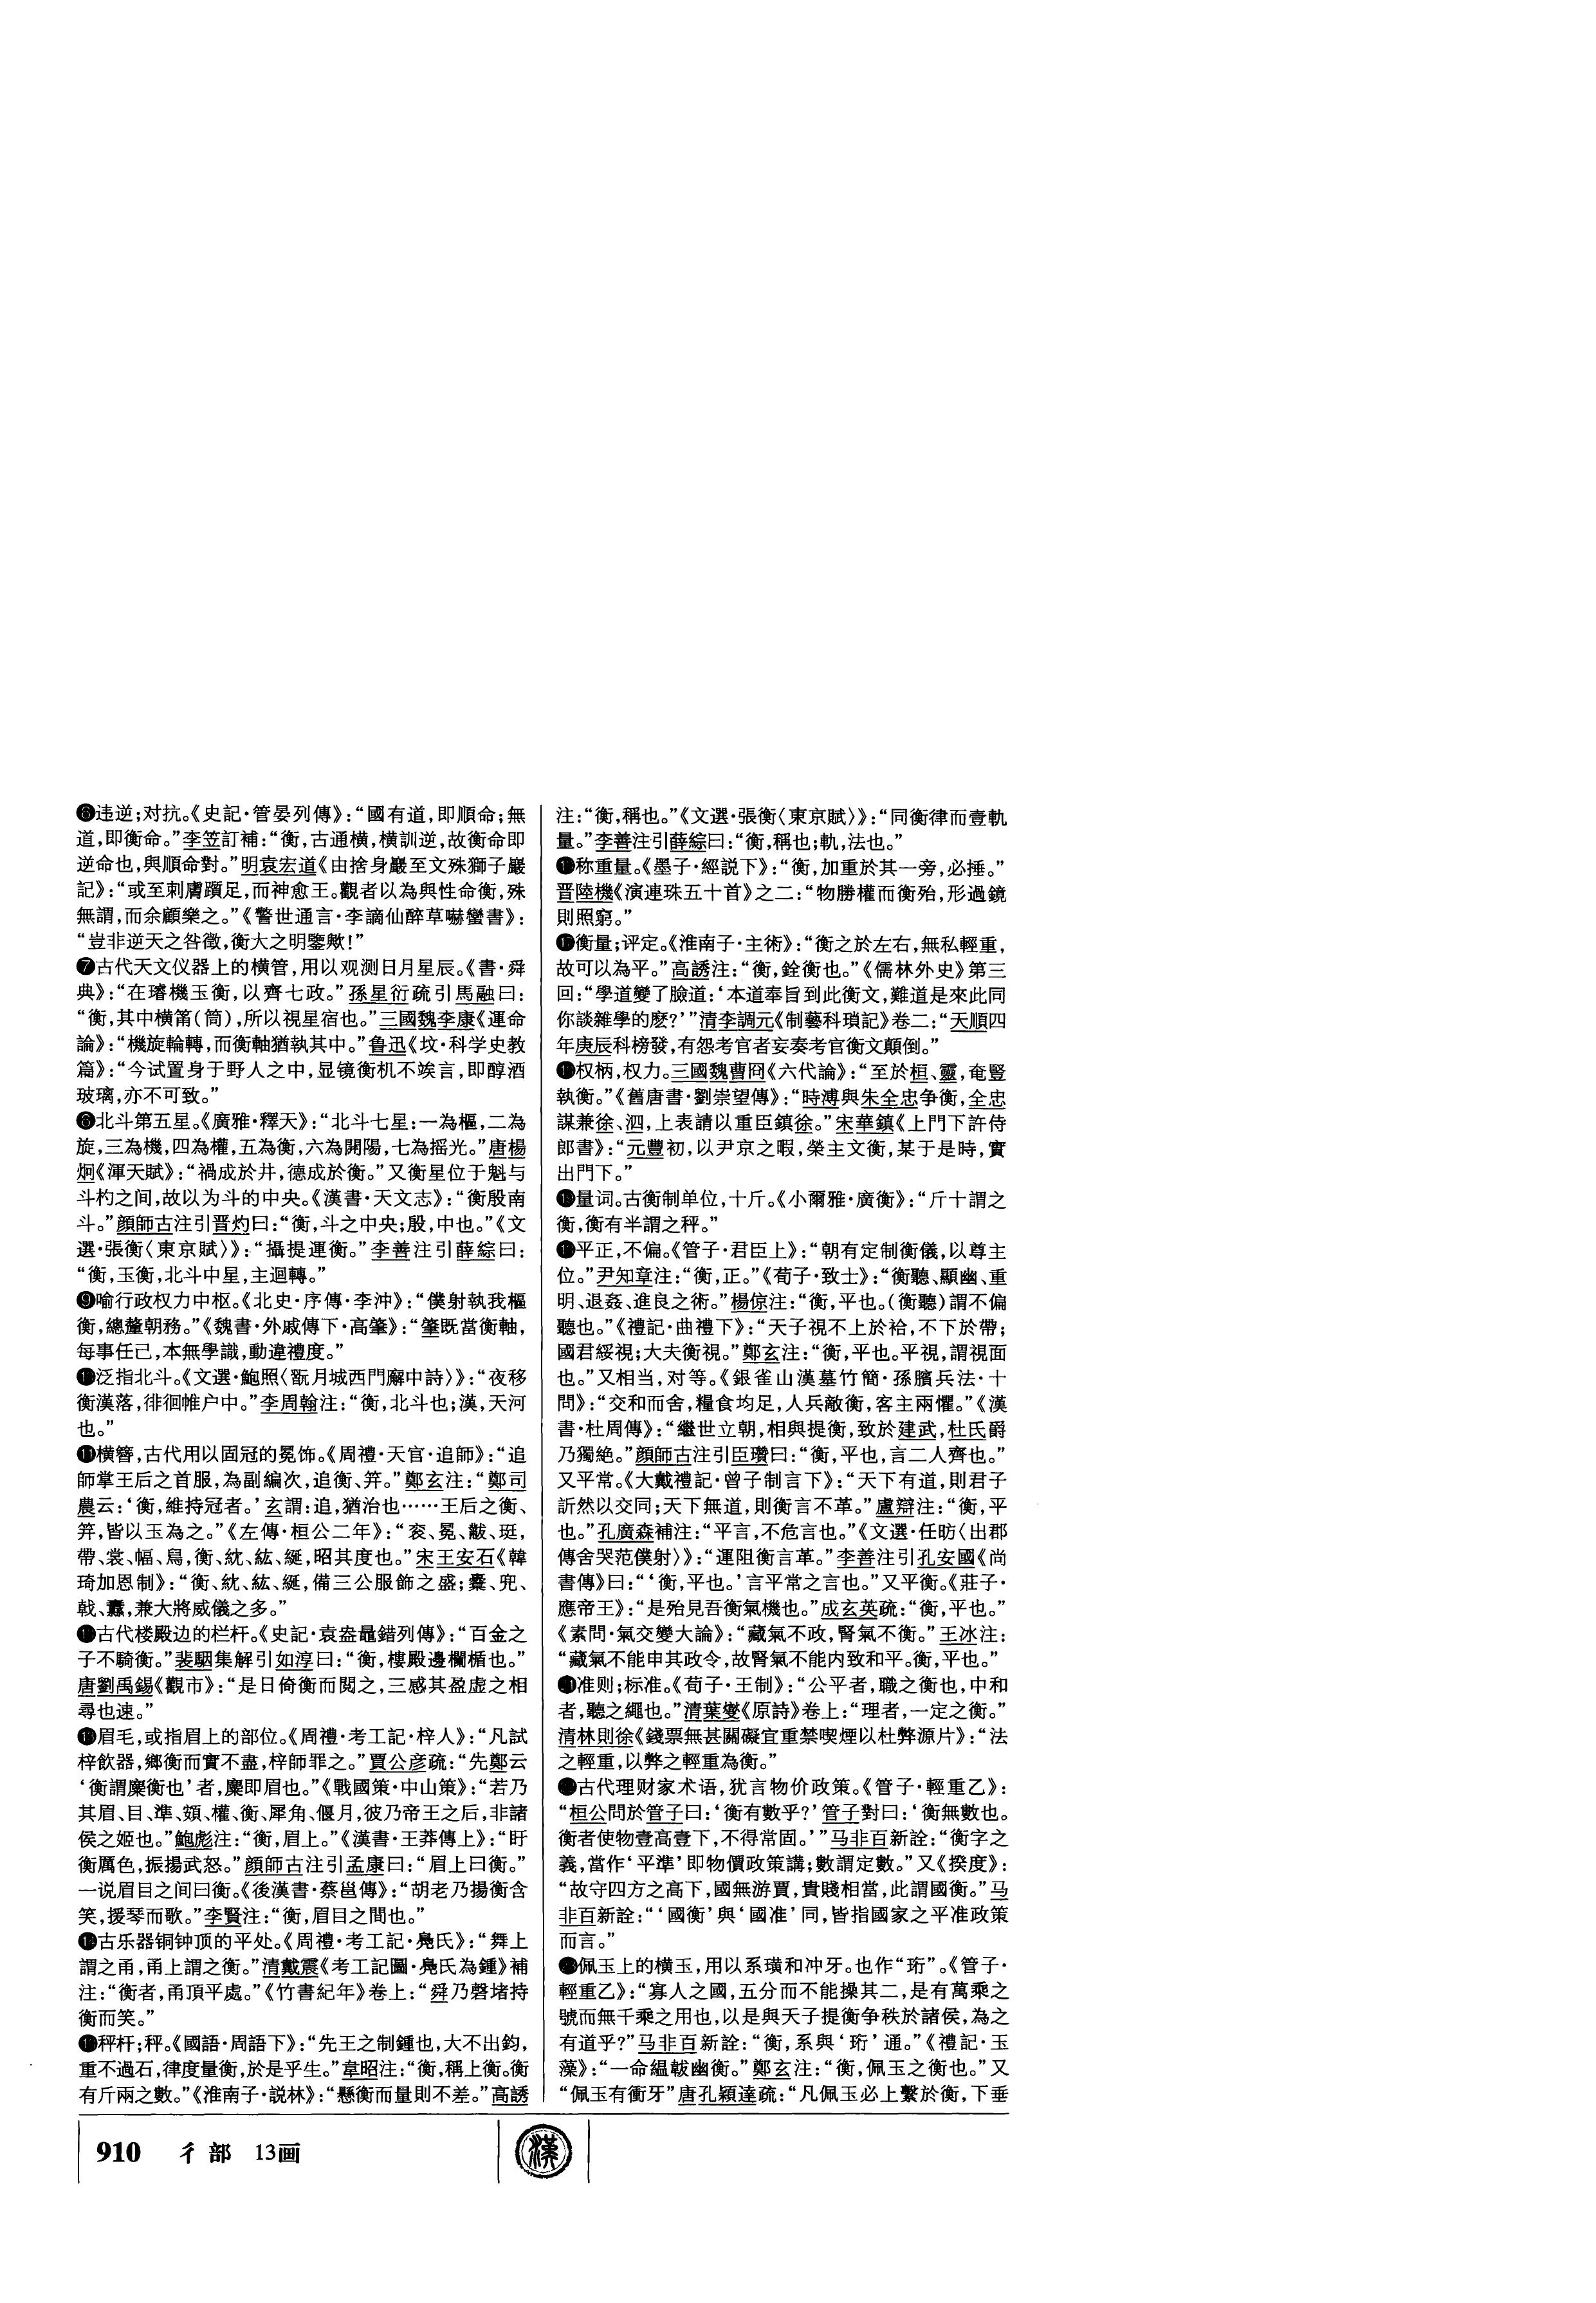 ❻违逆;对抗。《史記·管晏列傳》:“國有道,即順命;無
道,即衡命。”李笠訂補:“衡,古通横,横訓逆,故衡命即
逆命也,與順命對。”明袁宏道《由捨身巖至文殊獅子巖
記》:“或至刺膚躓足,而神愈王。觀者以為與性命衡,殊
無謂,而余顧樂之。”《警世通言·李謫仙醉草嚇蠻書》:
“豈非逆天之咎徵,衡大之明鑒歟!”
❼古代天文仪器上的横管,用以观测日月星辰。《書·舜
典》:“在璿機玉衡,以齊七政。”孫星衍疏引馬融曰:
“衡,其中横筩(筒),所以視星宿也。”三國魏李康《運命
論》:“機旋輪轉,而衡軸猶執其中。”鲁迅《坟·科学史教
篇》:“今试置身于野人之中,显镜衡机不竢言,即醇酒
玻璃,亦不可致。”
❽北斗第五星。《廣雅·釋天》:“北斗七星:一為樞,二為
旋,三為機,四為權,五為衡,六為開陽,七為摇光。”唐楊
炯《渾天賦》:“禍成於井,德成於衡。”又衡星位于魁与
斗杓之间,故以为斗的中央。《漢書·天文志》:“衡殷南
斗。”顔師古注引晋灼曰:“衡,斗之中央;殷,中也。”《文
選·張衡〈東京賦〉》:“攝提運衡。”李善注引薛綜曰:
“衡,玉衡,北斗中星,主迴轉。”
❾喻行政权力中枢。《北史·序傳·李沖》:“僕射執我樞
衡,總釐朝務。”《魏書·外戚傳下·高肇》:“肇既當衡軸,
每事任己,本無學識,動違禮度。”
❿泛指北斗。《文選·鮑照〈翫月城西門廨中詩〉》:“夜移
衡漢落,徘徊帷户中。”李周翰注:“衡,北斗也;漢,天河
也。”
⓫横簪,古代用以固冠的冕饰。《周禮·天官·追師》:“追
師掌王后之首服,為副編次,追衡、笄。”鄭玄注:“鄭司
農云:‘衡,維持冠者。’玄謂:追,猶治也……王后之衡、
笄,皆以玉為之。”《左傳·桓公二年》:“衮、冕、黻、珽,
帶、裳、幅、舃,衡、紞、紘、綖,昭其度也。”宋王安石《韓
琦加恩制》:“衡、紞、紘、綖,備三公服飾之盛;櫜、兜、
戟、纛,兼大將威儀之多。”
⓬古代楼殿边的栏杆。《史記·袁盎鼂錯列傳》:“百金之
子不騎衡。”裴駰集解引如淳曰:“衡,樓殿邊欄楯也。”
唐劉禹錫《觀市》:“是日倚衡而閲之,三感其盈虚之相
尋也速。”
⓭眉毛,或指眉上的部位。《周禮·考工記·梓人》:“凡試
梓飲器,鄉衡而實不盡,梓師罪之。”賈公彦疏:“先鄭云
‘衡謂麋衡也’者,麋即眉也。”《戰國策·中山策》:“若乃
其眉、目、準、頞、權、衡、犀角、偃月,彼乃帝王之后,非諸
侯之姬也。”鮑彪注:“衡,眉上。”《漢書·王莽傳上》:“盱
衡厲色,振揚武怒。”顔師古注引孟康曰:“眉上曰衡。”
一说眉目之间曰衡。《後漢書·蔡邕傳》:“胡老乃揚衡含
笑,援琴而歌。”李賢注:“衡,眉目之間也。”
⓮古乐器铜钟顶的平处。《周禮·考工記·鳧氏》:“舞上
謂之甬,甬上謂之衡。”清戴震《考工記圖·鳧氏為鍾》補
注:“衡者,甬頂平處。”《竹書紀年》卷上:“舜乃磬堵持
衡而笑。”
⓯秤杆;秤。《國語·周語下》:“先王之制鍾也,大不出鈞,
重不過石,律度量衡,於是乎生。”韋昭注:“衡,稱上衡。衡
有斤兩之數。”《淮南子·説林》:“懸衡而量則不差。”高誘
注:“衡,稱也。”《文選·張衡〈東京賦〉》:“同衡律而壹軌
量。”李善注引薛綜曰:“衡,稱也;軌,法也。”
⓰称重量。《墨子·經説下》:“衡,加重於其一旁,必捶。”
晋陸機《演連珠五十首》之二:“物勝權而衡殆,形過鏡
則照窮。”
⓱衡量;评定。《淮南子·主術》:“衡之於左右,無私輕重,
故可以為平。”高誘注:“衡,銓衡也。”《儒林外史》第三
回:“學道變了臉道:‘本道奉旨到此衡文,難道是來此同
你談雜學的麽?’”清李調元《制藝科瑣記》卷二:“天順四
年庚辰科榜發,有怨考官者妄奏考官衡文顛倒。”
⓲权柄,权力。三國魏曹冏《六代論》:“至於桓、靈,奄豎
執衡。”《舊唐書·劉崇望傳》:“時溥與朱全忠争衡,全忠
謀兼徐、泗,上表請以重臣鎮徐。”宋華鎮《上門下許侍
郎書》:“元豐初,以尹京之暇,榮主文衡,某于是時,實
出門下。”
⓳量词。古衡制单位,十斤。《小爾雅·廣衡》:“斤十謂之
衡,衡有半謂之秤。”
⓴平正,不偏。《管子·君臣上》:“朝有定制衡儀,以尊主
位。”尹知章注:“衡,正。”《荀子·致士》:“衡聽、顯幽、重
明、退姦、進良之術。”楊倞注:“衡,平也。(衡聽)謂不偏
聽也。”《禮記·曲禮下》:“天子視不上於袷,不下於帶;
國君綏視;大夫衡視。”鄭玄注:“衡,平也。平視,謂視面
也。”又相当,对等。《銀雀山漢墓竹簡·孫臏兵法·十
問》:“交和而舍,糧食均足,人兵敵衡,客主兩懼。”《漢
書·杜周傳》:“繼世立朝,相與提衡,致於建武,杜氏爵
乃獨絶。”顔師古注引臣瓚曰:“衡,平也,言二人齊也。”
又平常。《大戴禮記·曾子制言下》:“天下有道,則君子
訢然以交同;天下無道,則衡言不革。”盧辯注:“衡,平
也。”孔廣森補注:“平言,不危言也。”《文選·任昉〈出郡
傳舍哭范僕射〉》:“運阻衡言革。”李善注引孔安國《尚
書傳》曰:“‘衡,平也。’言平常之言也。”又平衡。《莊子·
應帝王》:“是殆見吾衡氣機也。”成玄英疏:“衡,平也。”
《素問·氣交變大論》:“藏氣不政,腎氣不衡。”王冰注:
“藏氣不能申其政令,故腎氣不能内致和平。衡,平也。”
㉑准则;标准。《荀子·王制》:“公平者,職之衡也,中和
者,聽之繩也。”清葉燮《原詩》卷上:“理者,一定之衡。”
清林則徐《錢票無甚關礙宜重禁喫煙以杜弊源片》:“法
之輕重,以弊之輕重為衡。”
㉒古代理财家术语,犹言物价政策。《管子·輕重乙》:
“桓公問於管子曰:‘衡有數乎?’管子對曰:‘衡無數也。
衡者使物壹高壹下,不得常固。’”马非百新詮:“衡字之
義,當作‘平準’即物價政策講;數謂定數。”又《揆度》:
“故守四方之高下,國無游賈,貴賤相當,此謂國衡。”马
非百新詮:“‘國衡’與‘國准’同,皆指國家之平准政策
而言。”
㉓佩玉上的横玉,用以系璜和冲牙。也作“珩”。《管子·
輕重乙》:“寡人之國,五分而不能操其二,是有萬乘之
號而無千乘之用也,以是與天子提衡争秩於諸侯,為之
有道乎?”马非百新詮:“衡,系與‘珩’通。”《禮記·玉
藻》:“一命緼韍幽衡。”鄭玄注:“衡,佩玉之衡也。”又
“佩玉有衝牙”唐孔穎達疏:“凡佩玉必上繫於衡,下垂
910 彳部 13画
漢